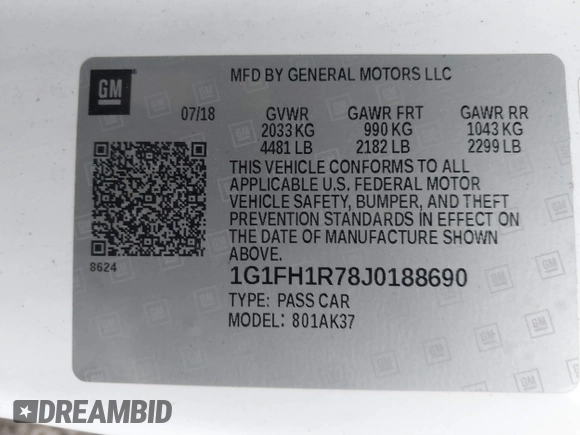 GM
MFD BY GENERAL MOTORS LLC
07/18
GVWR GAWR FRT GAWR RR
2033 KG 990 KG 1043 KG
4481 LB 2182 LB 2299 LB
THIS VEHICLE CONFORMS TO ALL
APPLICABLE U.S. FEDERAL MOTOR
VEHICLE SAFETY, BUMPER, AND THEFT
PREVENTION STANDARDS IN EFFECT ON
THE DATE OF MANUFACTURE SHOWN
ABOVE.
8624
1G1FH1R78J0188690
TYPE: PASS CAR
MODEL: 801AK37
DREAMBID